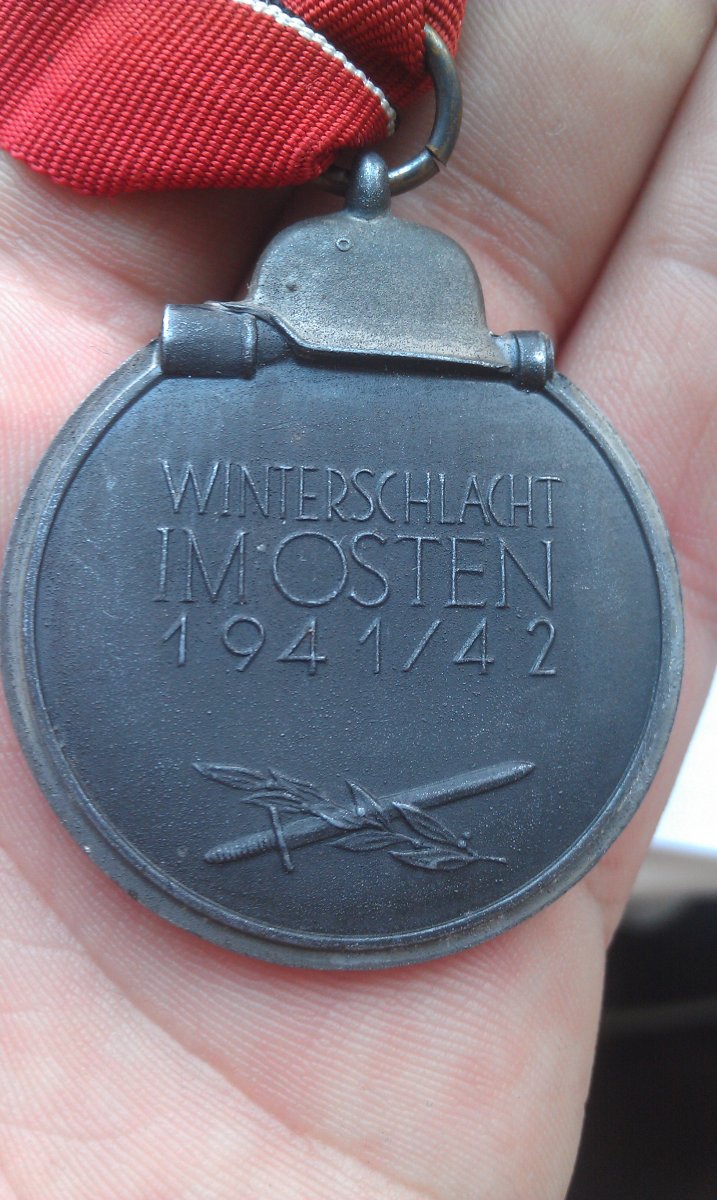 WINTERSCHLACHT
IM OSTEN
1941/42